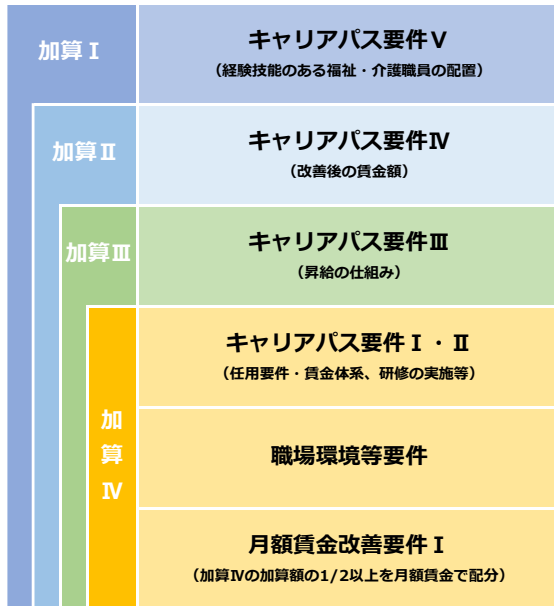 加算Ⅰ
キャリアパス要件Ⅴ
（経験技能のある福祉・介護職員の配置）
加算Ⅱ
キャリアパス要件Ⅳ
（改善後の賃金額）
加算Ⅲ
キャリアパス要件Ⅲ
（昇給の仕組み）
加算Ⅳ
キャリアパス要件Ⅰ・Ⅱ
（任用要件・賃金体系、研修の実施等）
職場環境等要件
月額賃金改善要件Ⅰ
（加算Ⅳの加算額の1/2以上を月額賃金で配分）